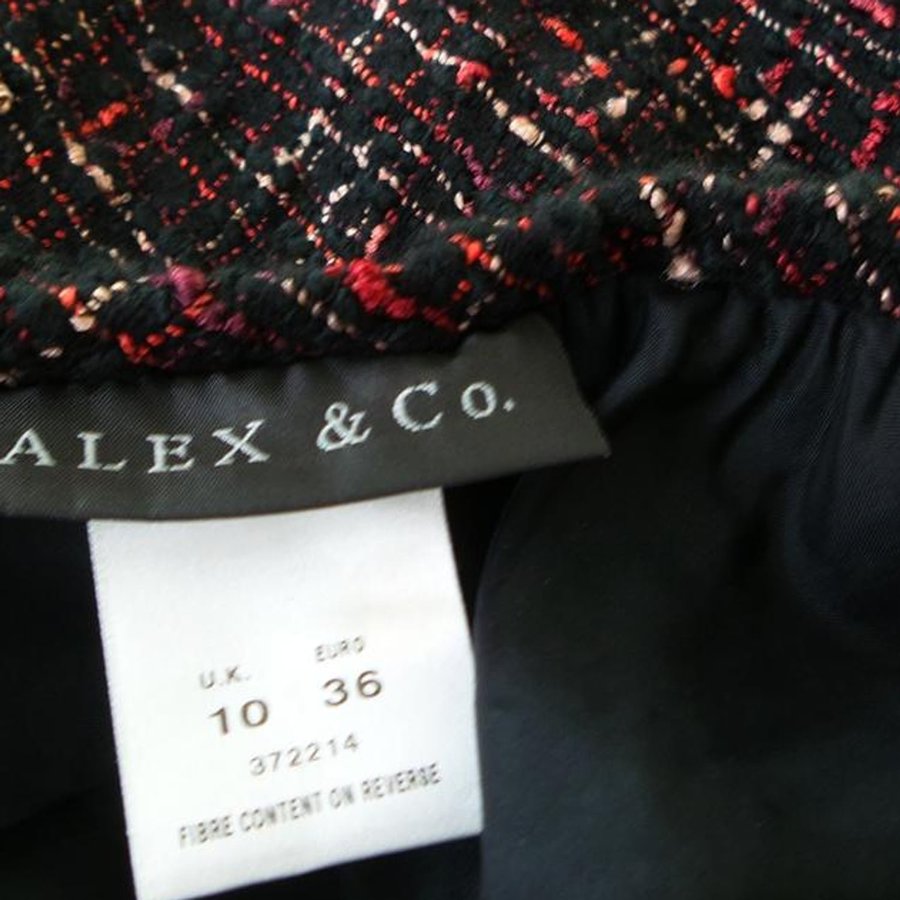 ALEX & Co.
U.K. EURO
10 36
372214
FIBRE CONTENT ON REVERSE